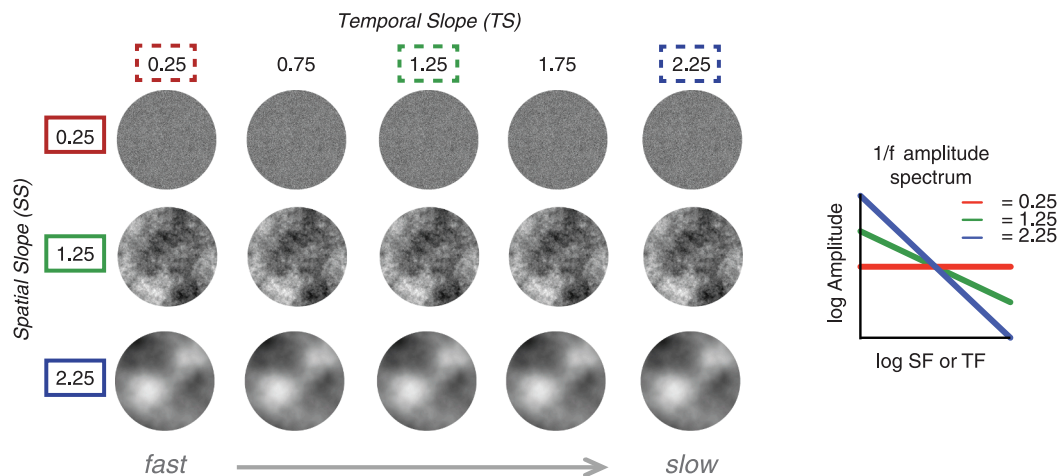 Temporal Slope (TS)
0.25 0.75 1.25 1.75 2.25
Spatial Slope (SS)
0.25
1.25
2.25
fast slow
1/f amplitude
spectrum
= 0.25
= 1.25
= 2.25
log Amplitude
log SF or TF